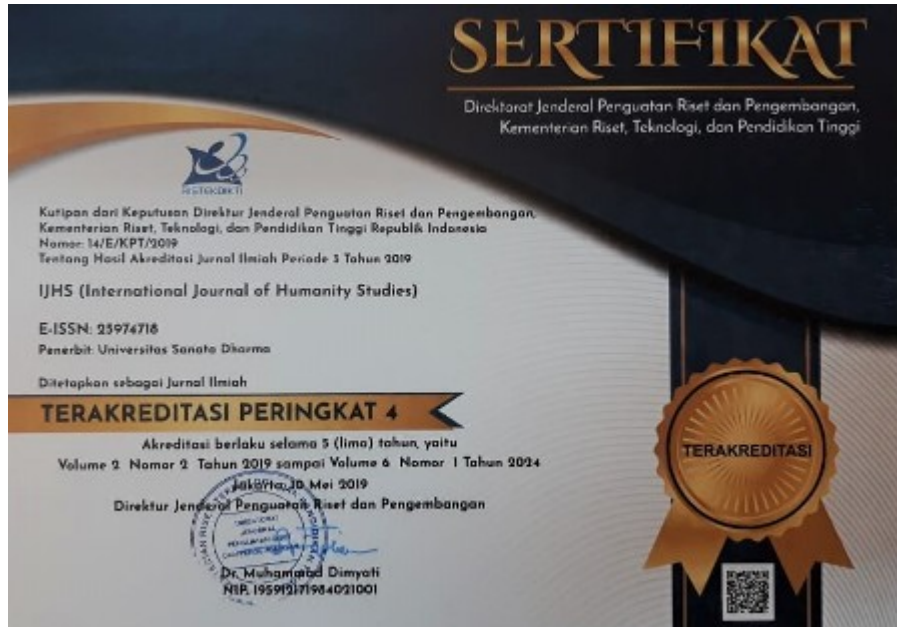 SERTIFIKAT
Direktorat Jenderal Penguatan Riset dan Pengembangan,
Kementerian Riset, Teknologi, dan Pendidikan Tinggi
RISTEKDIKTI
Kutipan dari Keputusan Direktur Jenderal Penguatan Riset dan Pengembangan,
Kementerian Riset, Teknologi, dan Pendidikan Tinggi Republik Indonesia
Nomor: 14/E/KPT/2019
Tentang Hasil Akreditasi Jurnal Ilmiah Periode 3 Tahun 2019
IJHS (International Journal of Humanity Studies)
E-ISSN: 25974718
Penerbit: Universitas Sanata Dharma
Ditetapkan sebagai Jurnal Ilmiah
TERAKREDITASI PERINGKAT 4
Akreditasi berlaku selama 5 (lima) tahun, yaitu
Volume 2 Nomor 2 Tahun 2019 sampai Volume 6 Nomor 1 Tahun 2024
Jakarta, 10 Mei 2019
Direktur Jenderal Penguatan Riset dan Pengembangan
Dr. Muhammad Dimyati
NIP. 195912171984021001
TERAKREDITASI